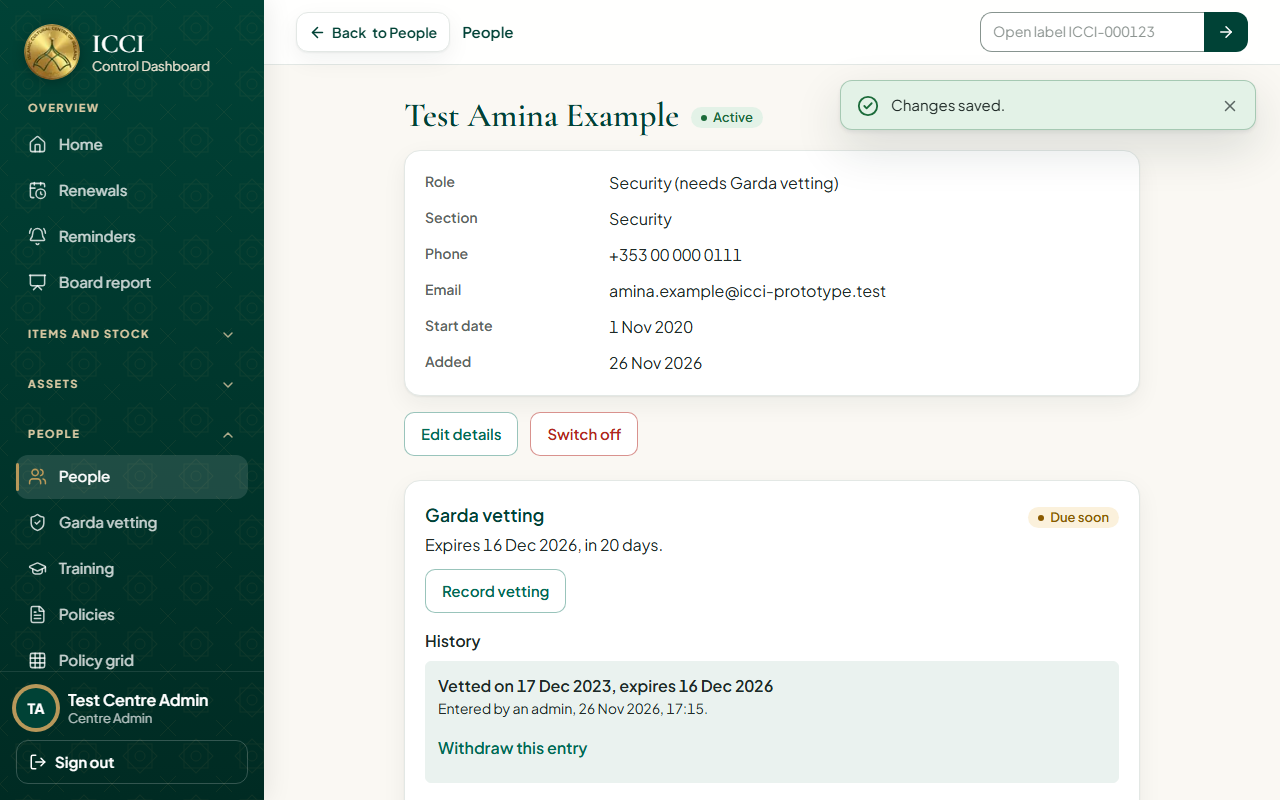 ICCI
Control Dashboard
OVERVIEW
Home
Renewals
Reminders
Board report
ITEMS AND STOCK
ASSETS
PEOPLE
People
Garda vetting
Training
Policies
Policy grid
TA
Test Centre Admin
Centre Admin
Sign out
Back to People
People
Open label ICCI-000123
Changes saved.
Test Amina Example
Active
Role
Security (needs Garda vetting)
Section
Security
Phone
+353 00 000 0111
Email
amina.example@icci-prototype.test
Start date
1 Nov 2020
Added
26 Nov 2026
Edit details
Switch off
Garda vetting
Due soon
Expires 16 Dec 2026, in 20 days.
Record vetting
History
Vetted on 17 Dec 2023, expires 16 Dec 2026
Entered by an admin, 26 Nov 2026, 17:15.
Withdraw this entry